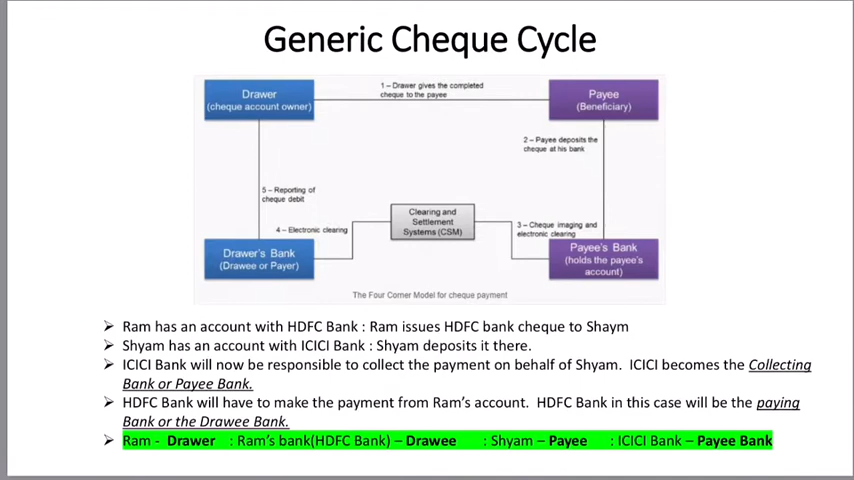 Generic Cheque Cycle
Drawer
(cheque account owner)
1 – Drawer gives the completed
cheque to the payee
Payee
(Beneficiary)
2 – Payee deposits the
cheque at his bank
5 – Reporting of
cheque debit
4 – Electronic clearing
Clearing and
Settlement
Systems (CSM)
3 – Cheque imaging and
electronic clearing
Drawer's Bank
(Drawee or Payer)
Payee's Bank
(holds the payee's
account)
The Four Corner Model for cheque payment
➢ Ram has an account with HDFC Bank : Ram issues HDFC bank cheque to Shaym
➢ Shyam has an account with ICICI Bank : Shyam deposits it there.
➢ ICICI Bank will now be responsible to collect the payment on behalf of Shyam. ICICI becomes the Collecting
Bank or Payee Bank.
➢ HDFC Bank will have to make the payment from Ram's account. HDFC Bank in this case will be the paying
Bank or the Drawee Bank.
➢ Ram - Drawer : Ram's bank(HDFC Bank) – Drawee : Shyam – Payee : ICICI Bank – Payee Bank